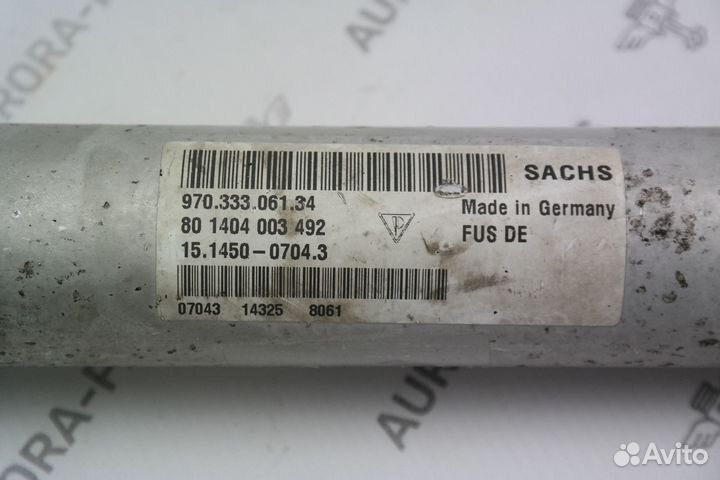 SACHS
970.333.061.34
Made in Germany
80 1404 003 492
FUS DE
15.1450-0704.3
07043 14325 8061
Avito